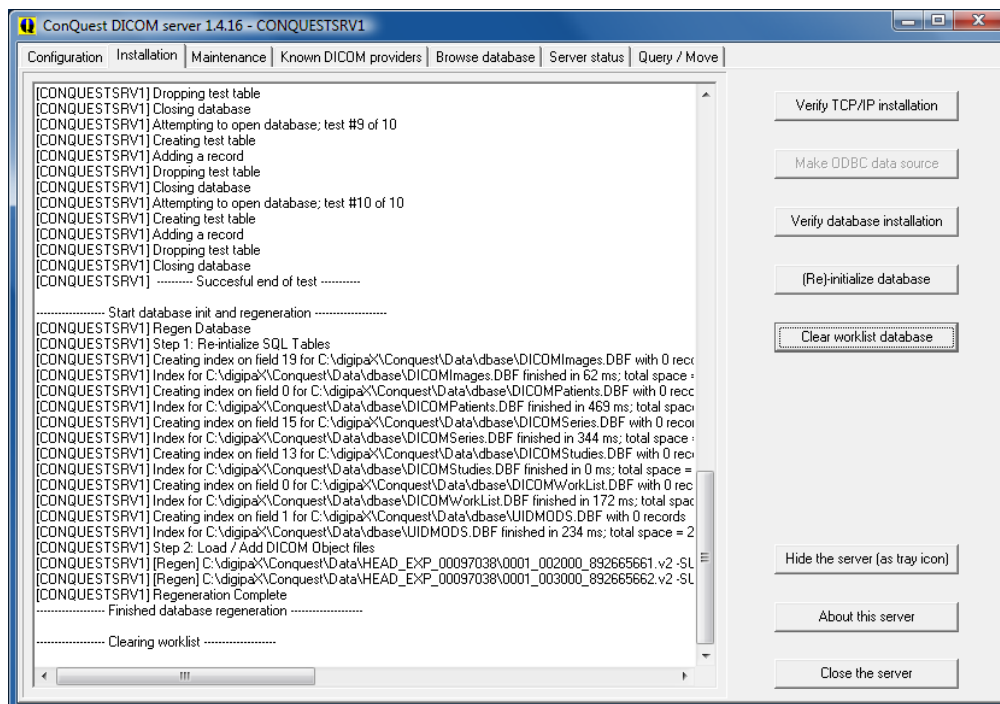 ConQuest DICOM server 1.4.16 - CONQUESTSRV1
Configuration Installation Maintenance Known DICOM providers Browse database Server status Query / Move
[CONQUESTSRV1] Dropping test table
[CONQUESTSRV1] Closing database
[CONQUESTSRV1] Attempting to open database; test #9 of 10
[CONQUESTSRV1] Creating test table
[CONQUESTSRV1] Adding a record
[CONQUESTSRV1] Dropping test table
[CONQUESTSRV1] Closing database
[CONQUESTSRV1] Attempting to open database; test #10 of 10
[CONQUESTSRV1] Creating test table
[CONQUESTSRV1] Adding a record
[CONQUESTSRV1] Dropping test table
[CONQUESTSRV1] Closing database
[CONQUESTSRV1] ---------- Succesful end of test -----------
------------------- Start database init and regeneration --------------------
[CONQUESTSRV1] Regen Database
[CONQUESTSRV1] Step 1: Re-intialize SQL Tables
[CONQUESTSRV1] Creating index on field 19 for C:\digipaX\Conquest\Data\dbase\DICOMImages.DBF with 0 reco
[CONQUESTSRV1] Index for C:\digipaX\Conquest\Data\dbase\DICOMImages.DBF finished in 62 ms; total space =
[CONQUESTSRV1] Creating index on field 0 for C:\digipaX\Conquest\Data\dbase\DICOMPatients.DBF with 0 reco
[CONQUESTSRV1] Index for C:\digipaX\Conquest\Data\dbase\DICOMPatients.DBF finished in 469 ms; total spac
[CONQUESTSRV1] Creating index on field 15 for C:\digipaX\Conquest\Data\dbase\DICOMSeries.DBF with 0 reco
[CONQUESTSRV1] Index for C:\digipaX\Conquest\Data\dbase\DICOMSeries.DBF finished in 344 ms; total space
[CONQUESTSRV1] Creating index on field 13 for C:\digipaX\Conquest\Data\dbase\DICOMStudies.DBF with 0 rec
[CONQUESTSRV1] Index for C:\digipaX\Conquest\Data\dbase\DICOMStudies.DBF finished in 0 ms; total space =
[CONQUESTSRV1] Creating index on field 0 for C:\digipaX\Conquest\Data\dbase\DICOMWorkList.DBF with 0 rec
[CONQUESTSRV1] Index for C:\digipaX\Conquest\Data\dbase\DICOMWorkList.DBF finished in 172 ms; total spac
[CONQUESTSRV1] Creating index on field 1 for C:\digipaX\Conquest\Data\dbase\UIDMODS.DBF with 0 records
[CONQUESTSRV1] Index for C:\digipaX\Conquest\Data\dbase\UIDMODS.DBF finished in 234 ms; total space = 2
[CONQUESTSRV1] Step 2: Load / Add DICOM Object files
[CONQUESTSRV1] [Regen] C:\digipaX\Conquest\Data\HEAD_EXP_00097038\0001_002000_892665661.v2 -SU
[CONQUESTSRV1] [Regen] C:\digipaX\Conquest\Data\HEAD_EXP_00097038\0001_003000_892665662.v2 -SU
[CONQUESTSRV1] Regeneration Complete
------------------- Finished database regeneration --------------------
------------------- Clearing worklist --------------------
Verify TCP/IP installation
Make ODBC data source
Verify database installation
(Re)-initialize database
Clear worklist database
Hide the server (as tray icon)
About this server
Close the server